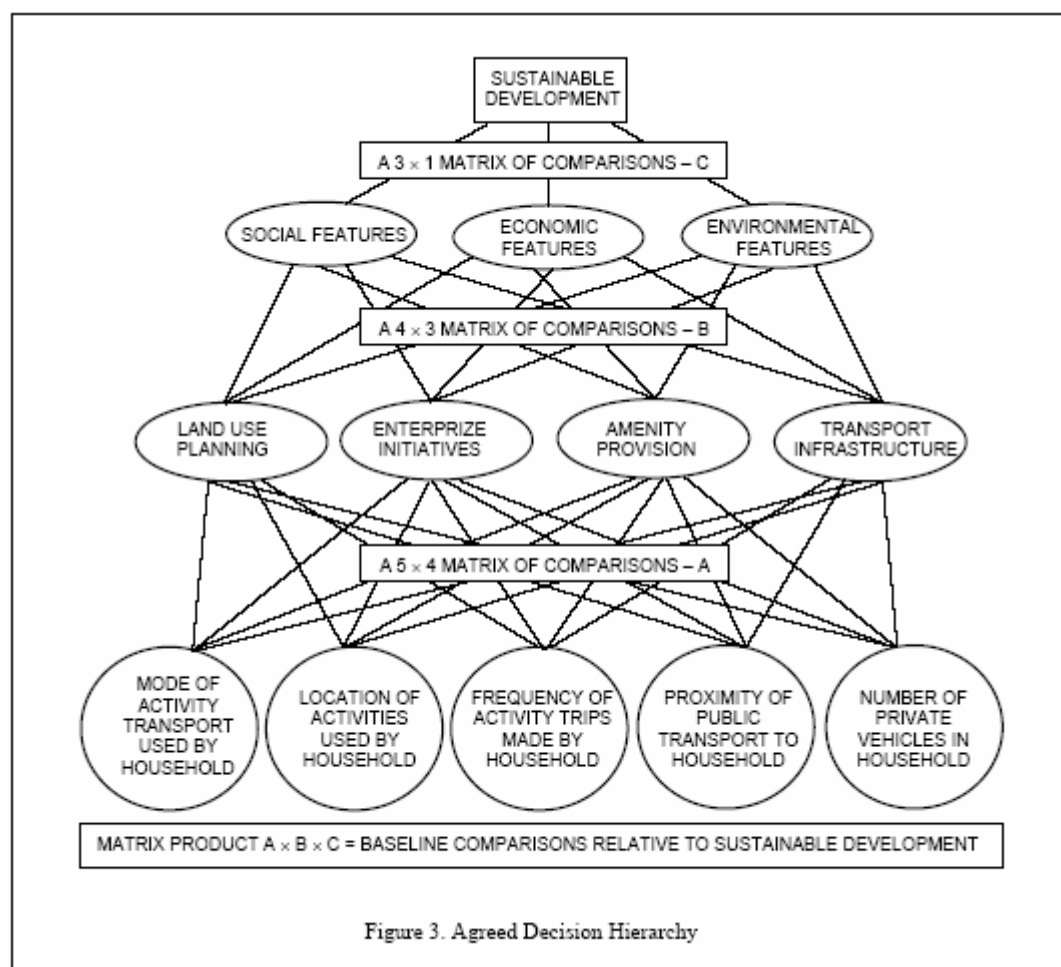 SUSTAINABLE
DEVELOPMENT
A 3 × 1 MATRIX OF COMPARISONS – C
SOCIAL FEATURES
ECONOMIC
FEATURES
ENVIRONMENTAL
FEATURES
A 4 × 3 MATRIX OF COMPARISONS – B
LAND USE
PLANNING
ENTERPRIZE
INITIATIVES
AMENITY
PROVISION
TRANSPORT
INFRASTRUCTURE
A 5 × 4 MATRIX OF COMPARISONS – A
MODE OF
ACTIVITY
TRANSPORT
USED BY
HOUSEHOLD
LOCATION OF
ACTIVITIES
USED BY
HOUSEHOLD
FREQUENCY OF
ACTIVITY TRIPS
MADE BY
HOUSEHOLD
PROXIMITY OF
PUBLIC
TRANSPORT TO
HOUSEHOLD
NUMBER OF
PRIVATE
VEHICLES IN
HOUSEHOLD
MATRIX PRODUCT A × B × C = BASELINE COMPARISONS RELATIVE TO SUSTAINABLE DEVELOPMENT
Figure 3. Agreed Decision Hierarchy